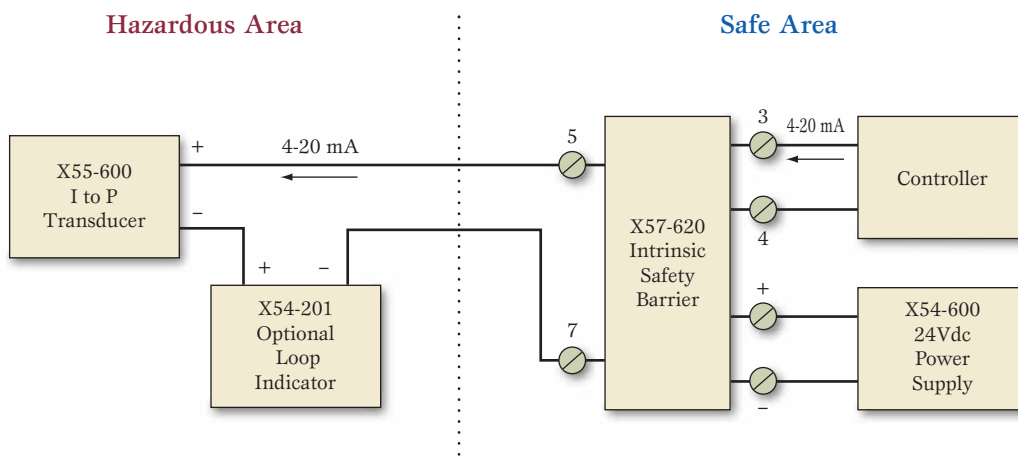 Hazardous Area
Safe Area
X55-600
I to P
Transducer
+
–
4-20 mA
+
–
X54-201
Optional
Loop
Indicator
5
7
X57-620
Intrinsic
Safety
Barrier
3
4
+
–
4-20 mA
Controller
X54-600
24Vdc
Power
Supply